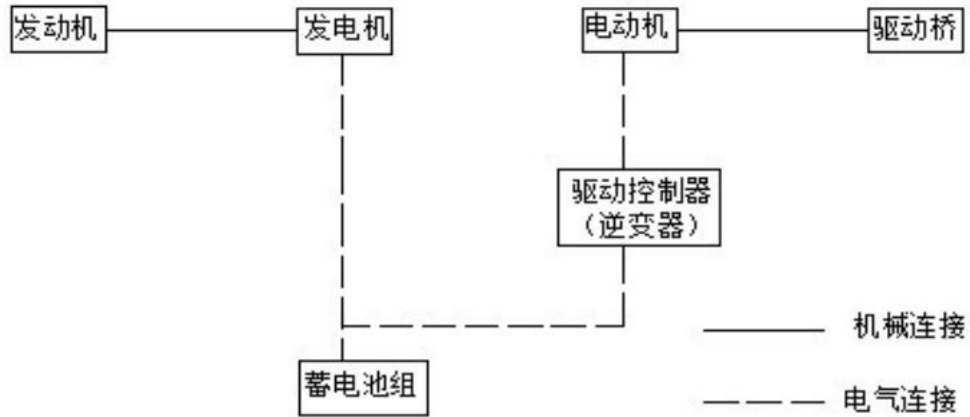 发动机
发电机
电动机
驱动桥
驱动控制器
（逆变器）
机械连接
蓄电池组
电气连接